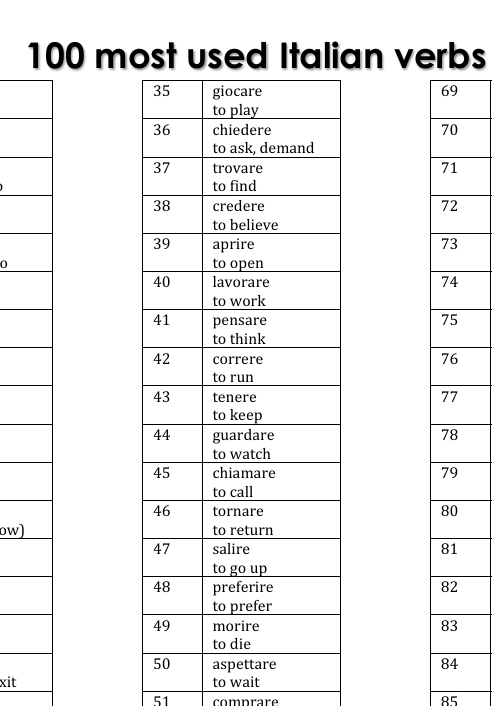 100 most used Italian verbs
o
o
ow)
xit
35 giocare
to play
36 chiedere
to ask, demand
37 trovare
to find
38 credere
to believe
39 aprire
to open
40 lavorare
to work
41 pensare
to think
42 correre
to run
43 tenere
to keep
44 guardare
to watch
45 chiamare
to call
46 tornare
to return
47 salire
to go up
48 preferire
to prefer
49 morire
to die
50 aspettare
to wait
51 comprare
69
70
71
72
73
74
75
76
77
78
79
80
81
82
83
84
85